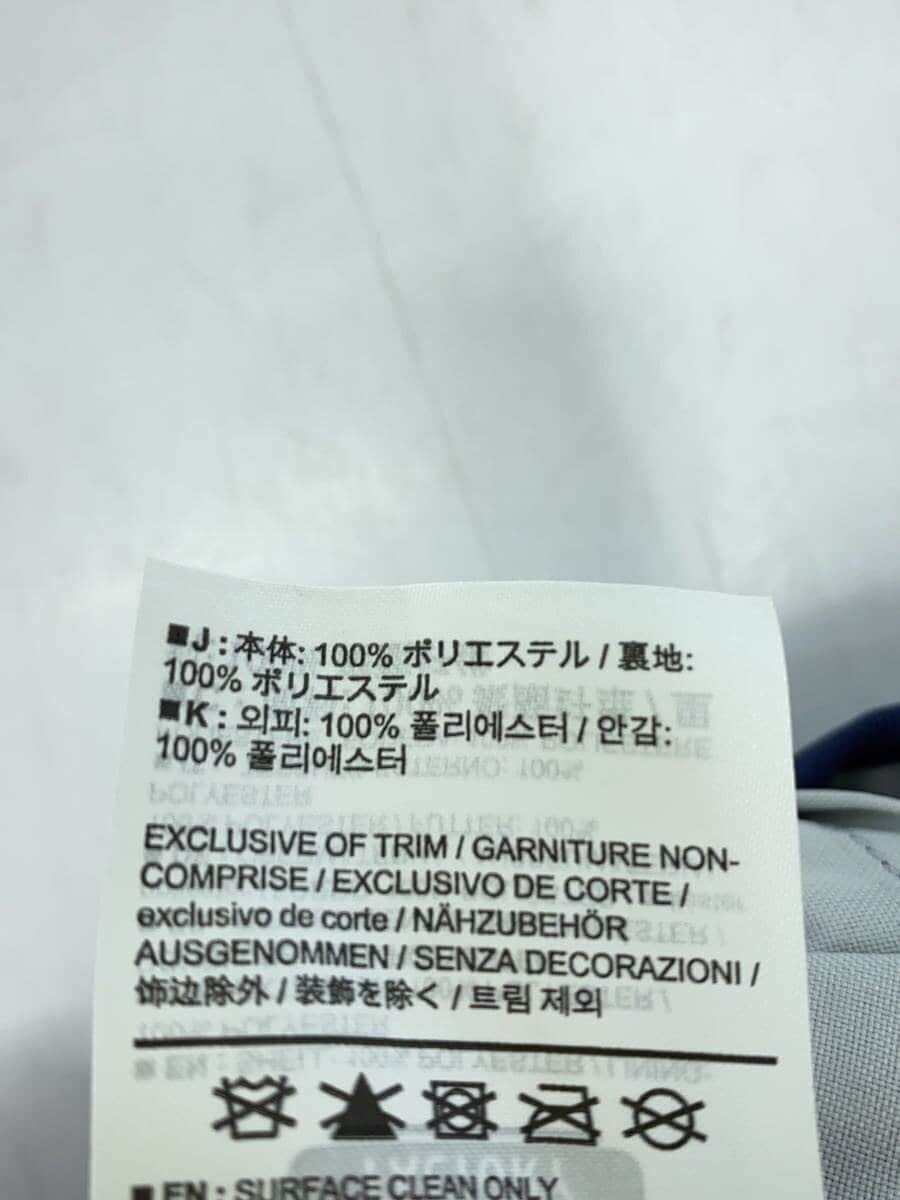 ■J : 本体: 100% ポリエステル / 裏地:
100% ポリエステル
■K : 외피: 100% 폴리에스터 / 안감:
100% 폴리에스터
EXCLUSIVE OF TRIM / GARNITURE NON-
COMPRISE / EXCLUSIVO DE CORTE /
exclusivo de corte / NÄHZUBEHÖR
AUSGENOMMEN / SENZA DECORAZIONI /
饰边除外 / 装飾を除く / 트림 제외
■ EN : SURFACE CLEAN ONLY